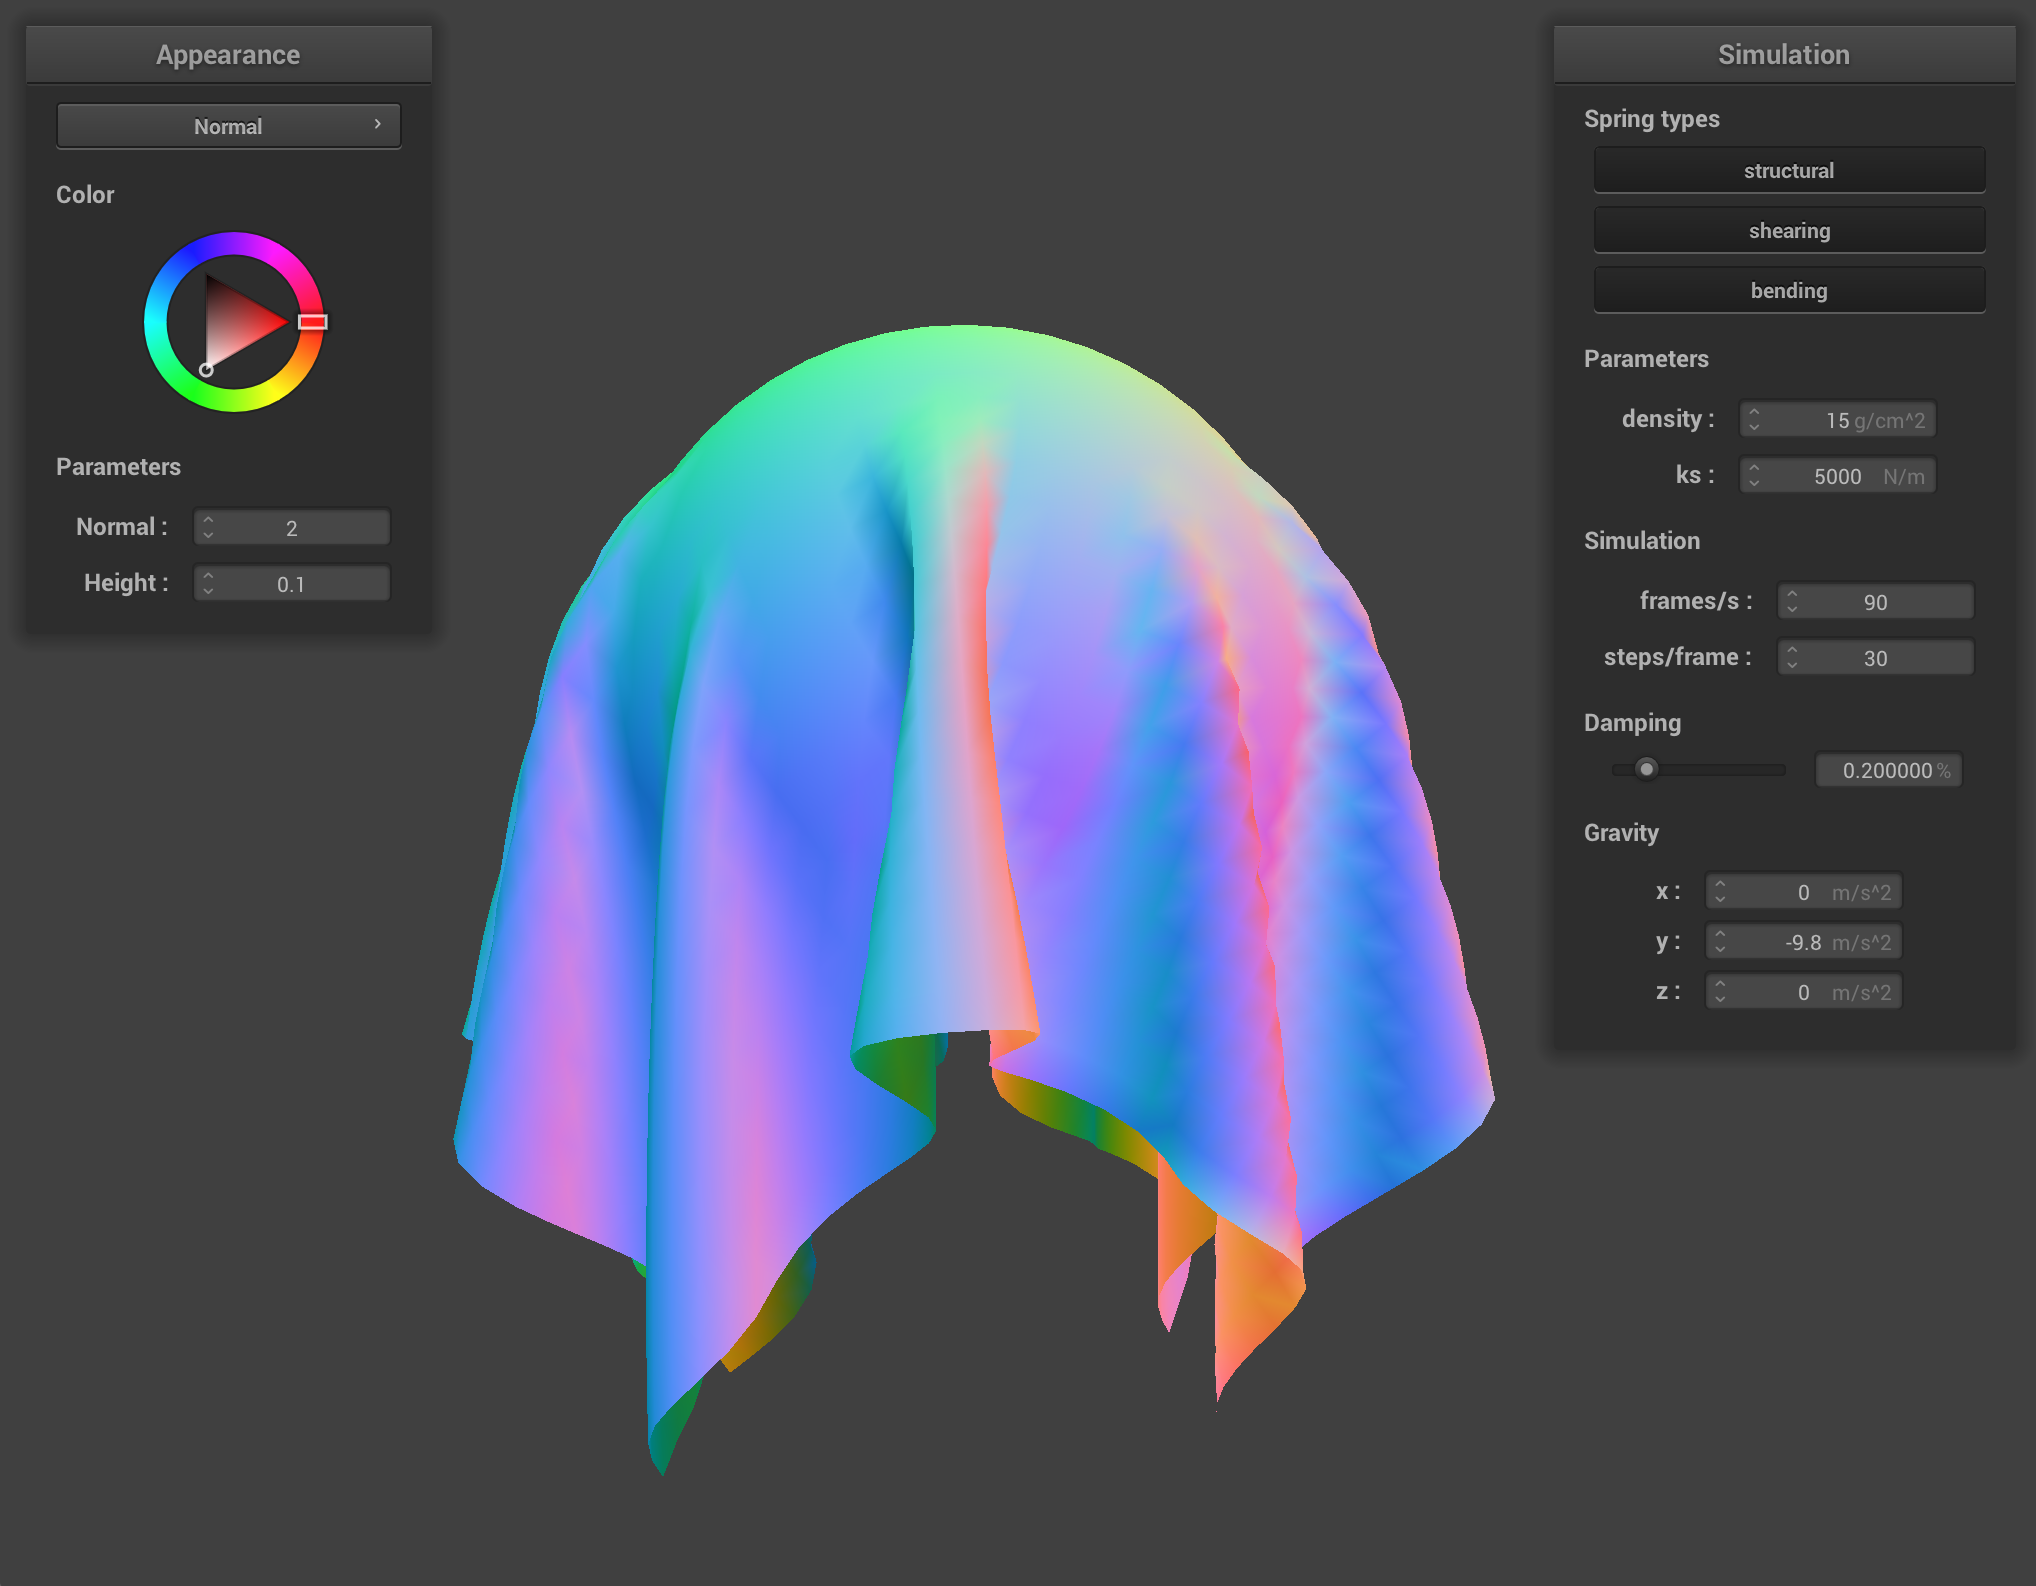 Appearance
Normal
Color
Parameters
Normal : 2
Height : 0.1
Simulation
Spring types
structural
shearing
bending
Parameters
density : 15 g/cm^2
ks : 5000 N/m
Simulation
frames/s : 90
steps/frame : 30
Damping
0.200000 %
Gravity
x : 0 m/s^2
y : -9.8 m/s^2
z : 0 m/s^2